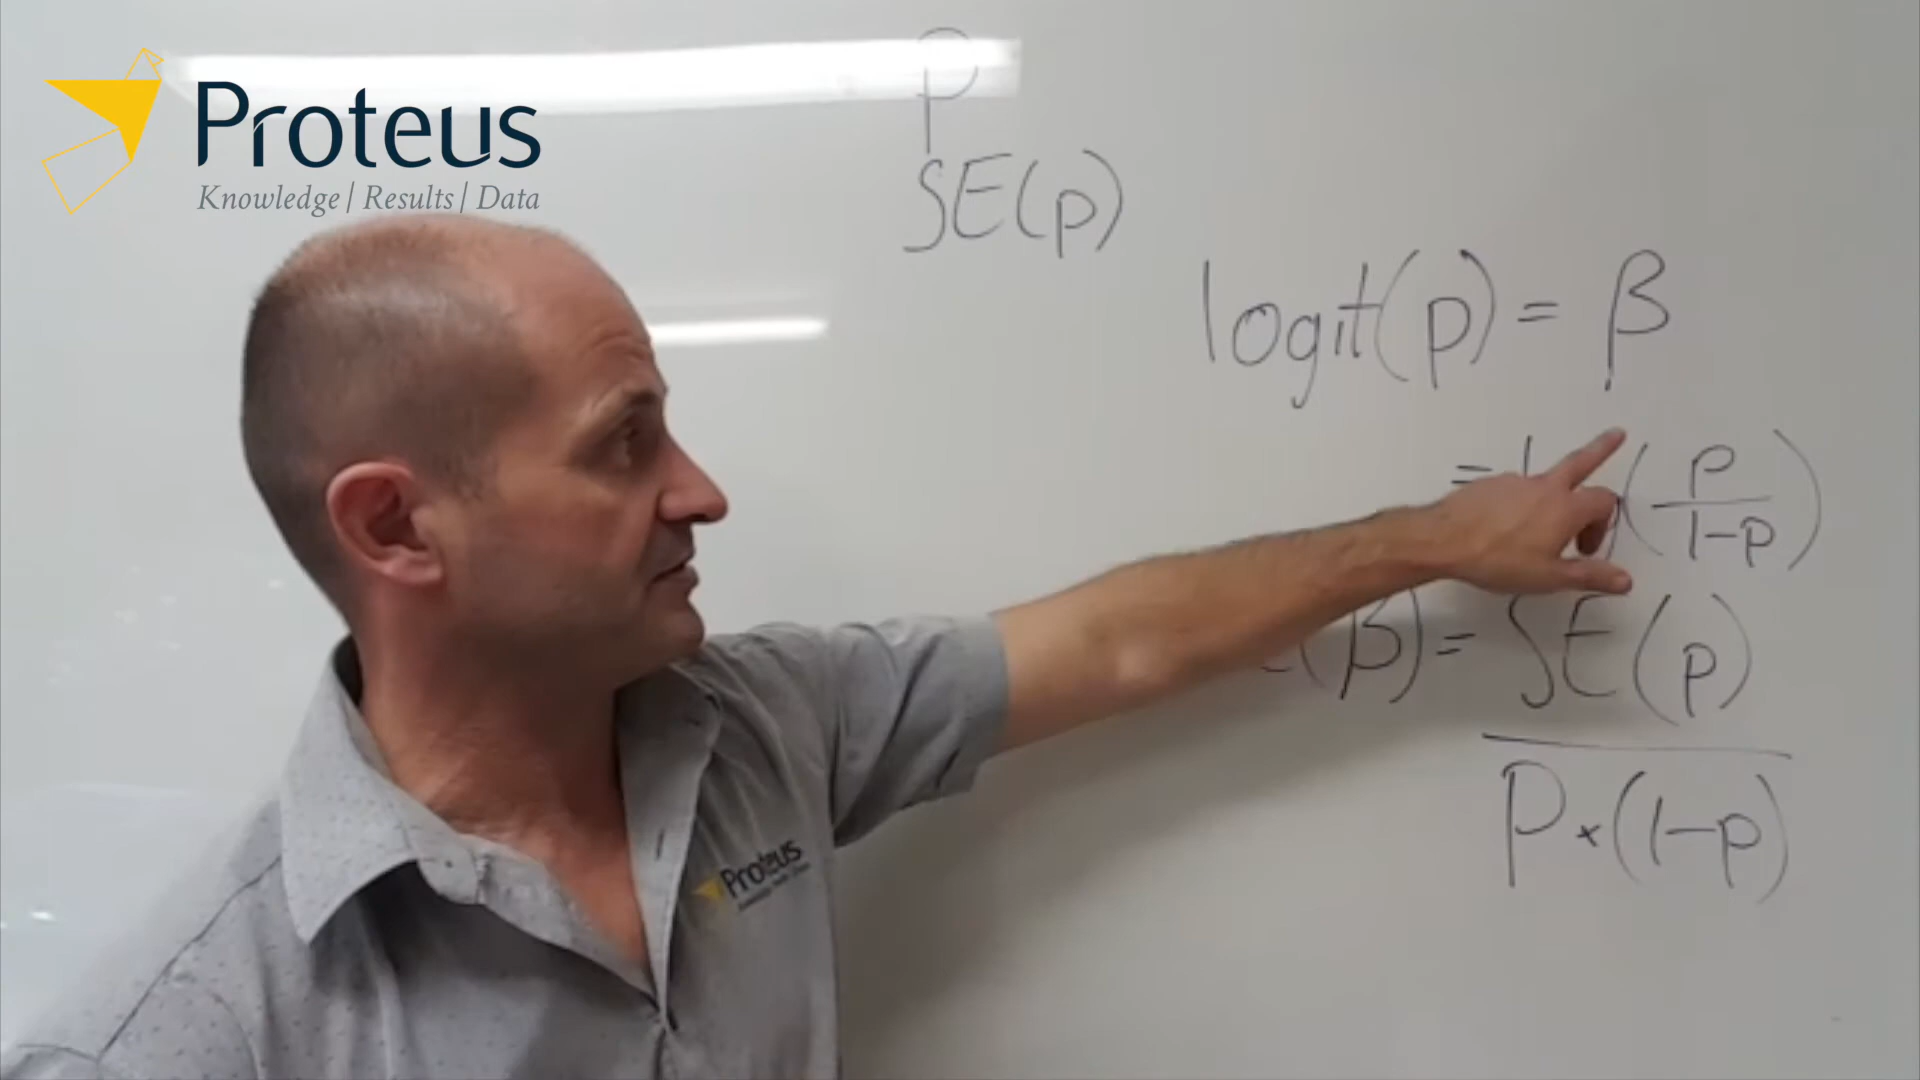 Proteus
Knowledge | Results | Data
P
SE(p)
logit(p) = β
= (p/1-p)
(β) = SE(p)
P × (1-p)
Proteus